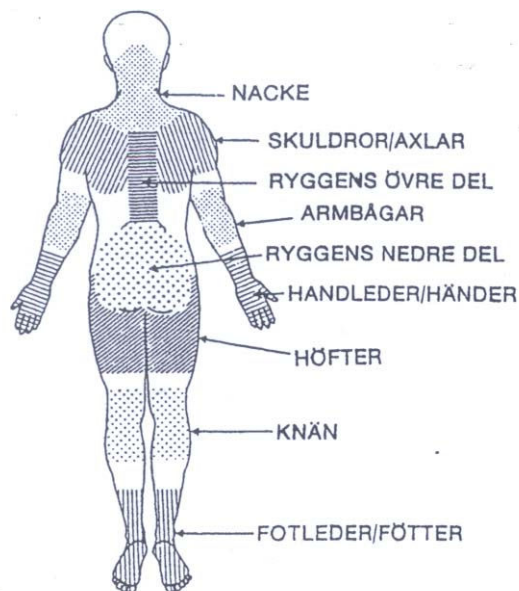 NACKE
SKULDROR/AXLAR
RYGGENS ÖVRE DEL
ARMBÅGAR
RYGGENS NEDRE DEL
HANDLEDER/HÄNDER
HÖFTER
KNÄN
FOTLEDER/FÖTTER